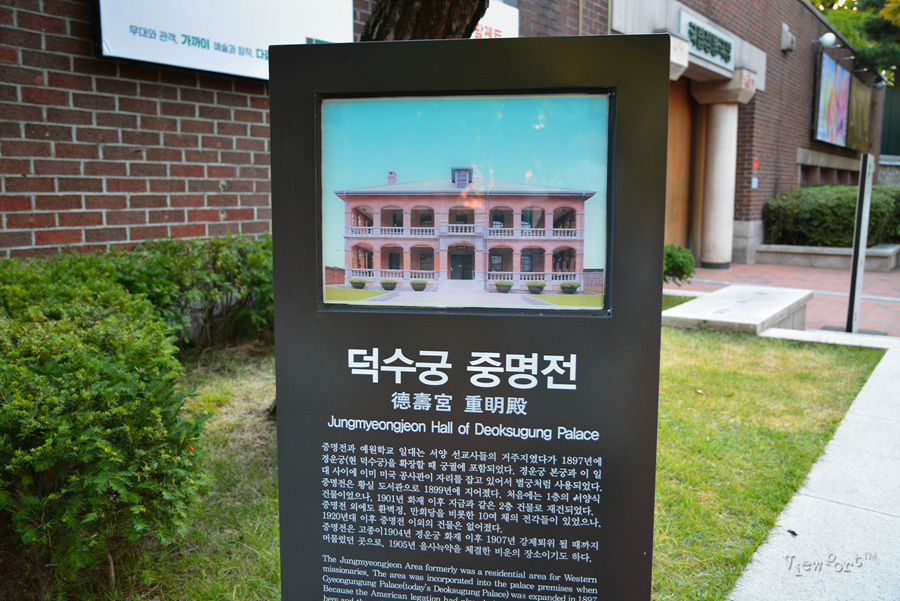 무대와 관객, 가까이 예술과 창작, 다
덕수궁 중명전
德壽宮 重明殿
Jungmyeongjeon Hall of Deoksugung Palace
중명전과 예원학교 일대는 서양 선교사들의 거주지였다가 1897년에
경운궁(현 덕수궁)을 확장할 때 궁궐에 포함되었다. 경운궁 본궁과 이 일
대 사이에 이미 미국 공사관이 자리를 잡고 있어서 별궁처럼 사용되었다.
중명전은 황실 도서관으로 1899년에 지어졌다. 처음에는 1층의 서양식
건물이었으나, 1901년 화재 이후 지금과 같은 2층 건물로 재건되었다.
중명전 외에도 환벽정, 만희당을 비롯한 10여 채의 전각들이 있었으나,
1920년대 이후 중명전 이외의 건물은 없어졌다.
중명전은 고종이1904년 경운궁 화재 이후 1907년 강제퇴위 될 때까지
머물렀던 곳으로, 1905년 을사늑약을 체결한 비운의 장소이기도 하다.
The Jungmyeongjeon Area formerly was a residential area for Western
missionaries, The area was incorporated into the palace premises when
Gyeongungung Palace(today's Deoksugung Palace) was expanded in 1897.
Because the American legation had
ViewPort™